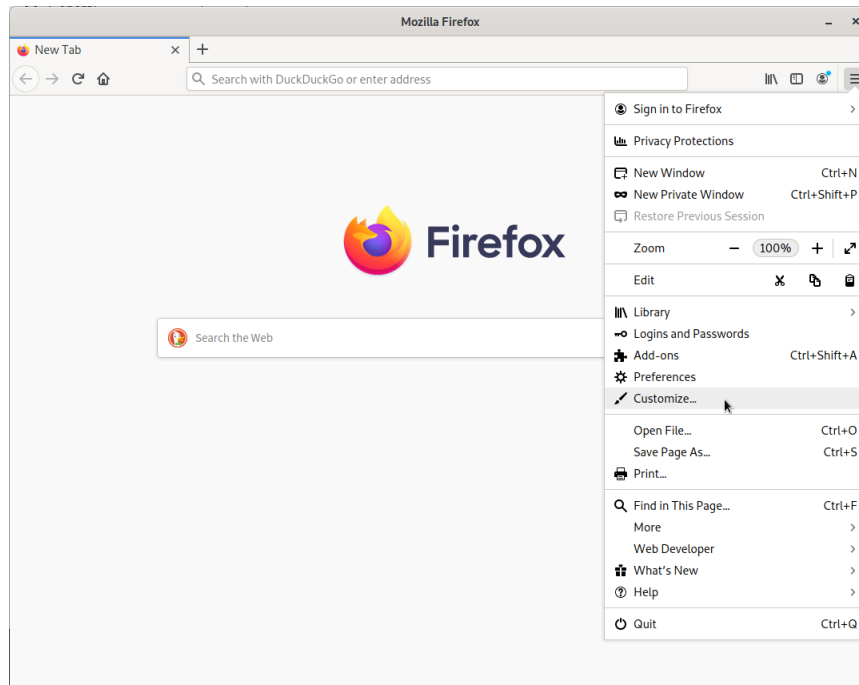 Mozilla Firefox
New Tab
Search with DuckDuckGo or enter address
Sign in to Firefox
Privacy Protections
New Window Ctrl+N
New Private Window Ctrl+Shift+P
Restore Previous Session
Zoom 100%
Edit
Firefox
Search the Web
Library
Logins and Passwords
Add-ons Ctrl+Shift+A
Preferences
Customize...
Open File... Ctrl+O
Save Page As... Ctrl+S
Print...
Find in This Page... Ctrl+F
More
Web Developer
What's New
Help
Quit Ctrl+Q